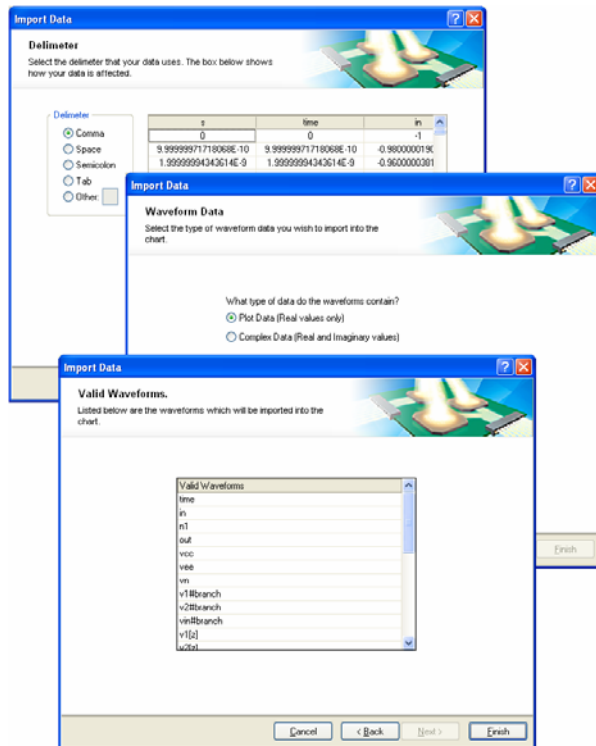 Import Data
Delimeter
Select the delimeter that your data uses. The box below shows
how your data is affected.
Delimeter
Comma
Space
Semicolon
Tab
Other:
s time in
0 0 -1
9.99999971718068E-10 9.99999971718068E-10 -0.980000019
1.99999994343614E-9 1.99999994343614E-9 -0.9600000381
Import Data
Waveform Data
Select the type of waveform data you wish to import into the
chart.
What type of data do the waveforms contain?
Plot Data (Real values only)
Complex Data (Real and Imaginary values)
Finish
Import Data
Valid Waveforms.
Listed below are the waveforms which will be imported into the
chart.
Valid Waveforms
time
in
n1
out
vcc
vee
vn
v1#branch
v2#branch
vin#branch
v1[z]
v2[z]
Cancel < Back Next > Finish